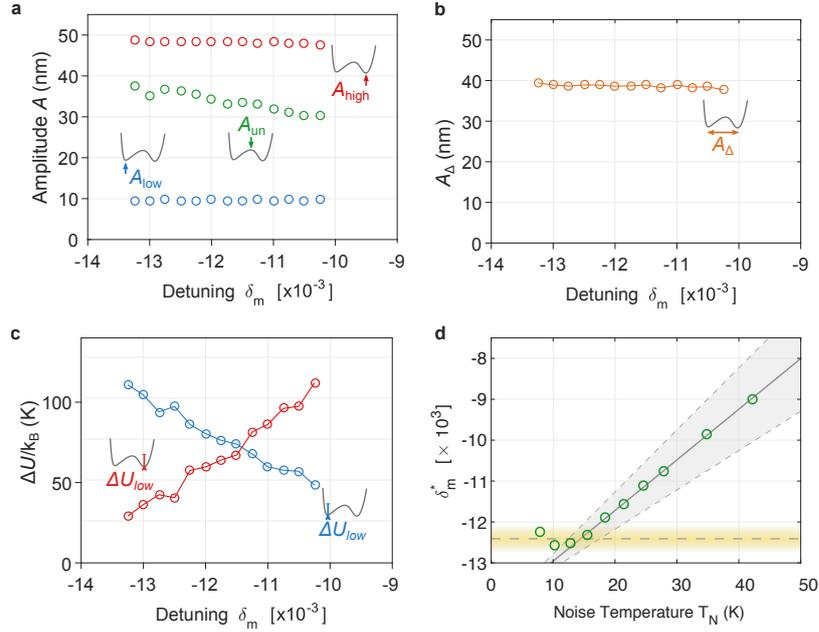 a
50
40
30
20
10
0
Amplitude A (nm)
A_high
A_un
A_low
-14 -13 -12 -11 -10 -9
Detuning δ_m [x10^-3]
b
50
40
30
20
10
0
A_Δ (nm)
A_Δ
-14 -13 -12 -11 -10 -9
Detuning δ_m [x10^-3]
c
100
50
0
ΔU/k_B (K)
ΔU_low
ΔU_low
-14 -13 -12 -11 -10 -9
Detuning δ_m [x10^-3]
d
-8
-9
-10
-11
-12
-13
δ*_m [× 10^3]
0 10 20 30 40 50
Noise Temperature T_N (K)